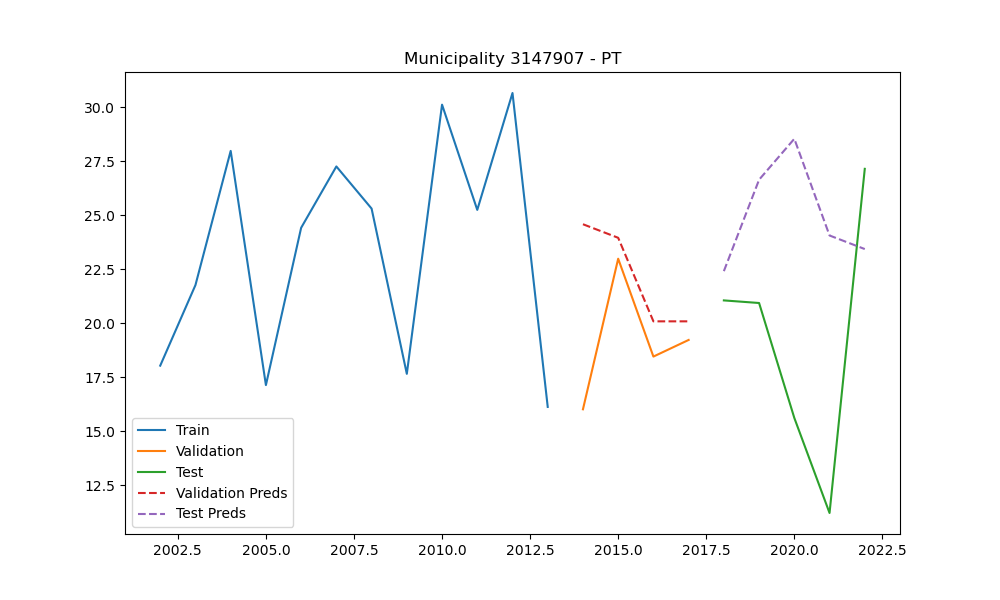 Municipality 3147907 - PT
30.0
27.5
25.0
22.5
20.0
17.5
15.0
12.5
Train
Validation
Test
Validation Preds
Test Preds
2002.5 2005.0 2007.5 2010.0 2012.5 2015.0 2017.5 2020.0 2022.5